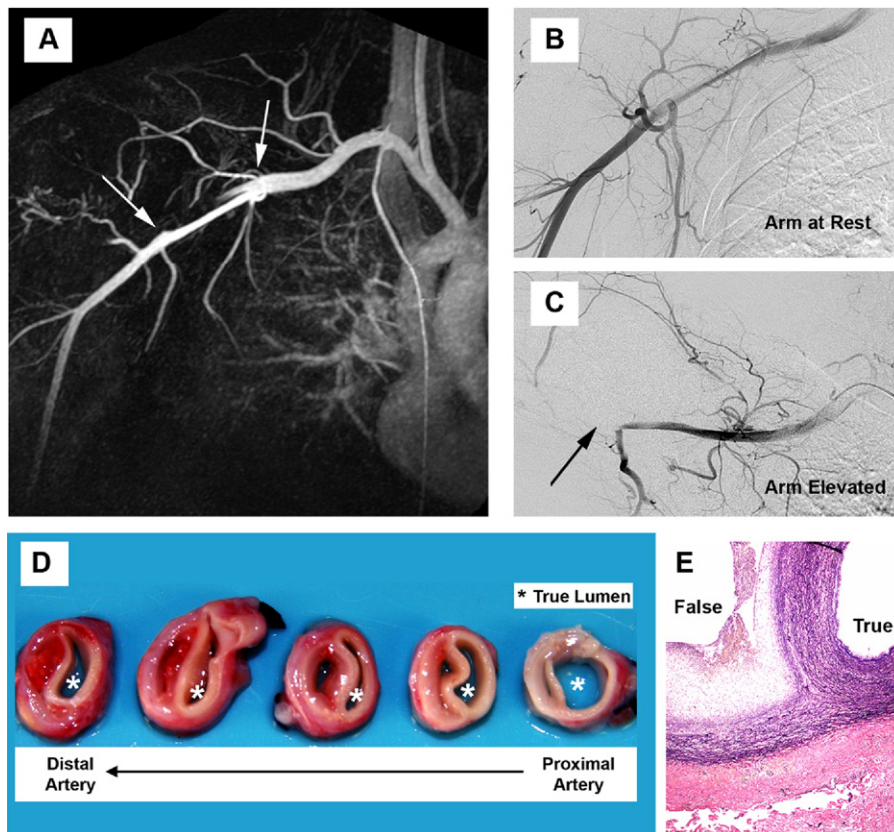 A
B
Arm at Rest
C
Arm Elevated
D
* True Lumen
*
*
*
*
*
Distal
Artery
Proximal
Artery
E
False
True